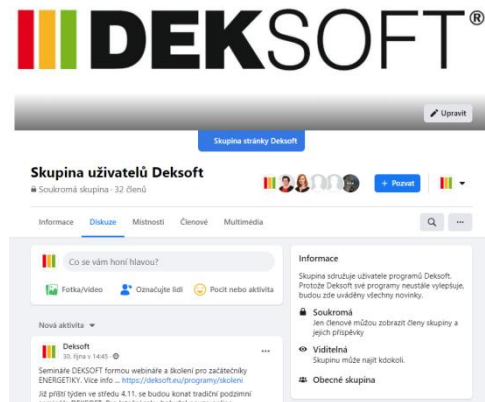 DEKSOFT®
Upravit
Skupina stránky Deksoft
Skupina uživatelů Deksoft
Soukromá skupina · 32 členů
+ Pozvat
Informace Diskuze Místnosti Členové Multimédia
Co se vám honí hlavou?
Fotka/video Označujte lidi Pocit nebo aktivita
Nová aktivita
Deksoft
30. října v 14:45
Semináře DEKSOFT formou webináře a školení pro začátečníky
ENERGETIKY. Více info ... https://deksoft.eu/programy/skoleni
Již příští týden ve středu 4.11. se budou konat tradiční podzimní
Informace
Skupina sdružuje uživatele programů Deksoft.
Protože Deksoft své programy neustále vylepšuje,
budou zde uváděny všechny novinky.
Soukromá
Jen členové můžou zobrazit členy skupiny a
jejich příspěvky
Viditelná
Skupinu může najít kdokoli.
Obecné skupina